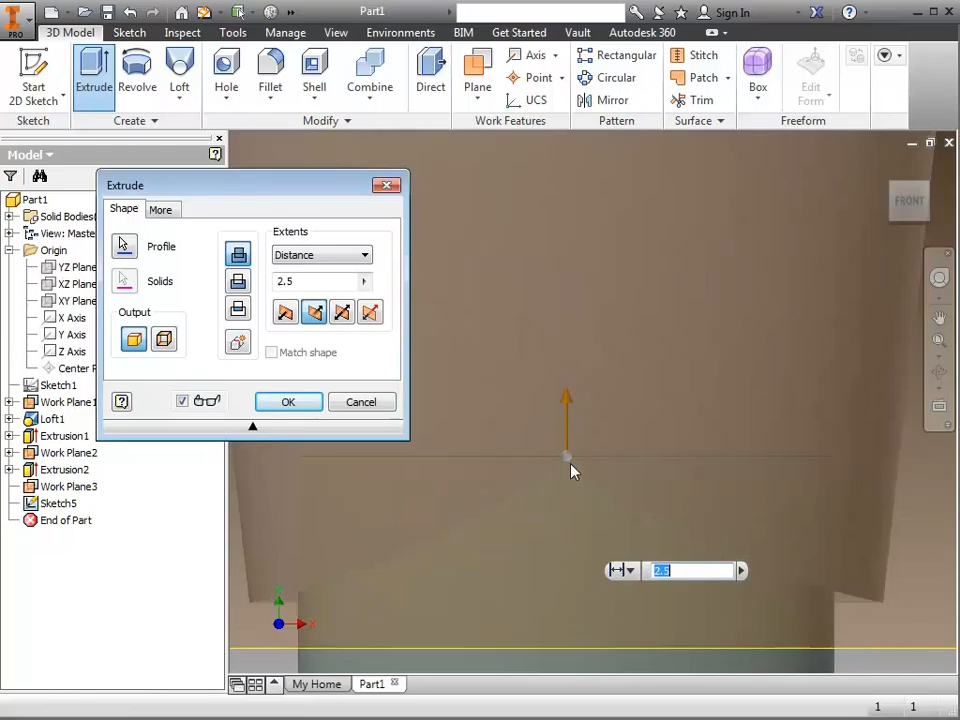 Part1
Sign In
PRO
3D Model Sketch Inspect Tools Manage View Environments BIM Get Started Vault Autodesk 360
Start
2D Sketch
Extrude Revolve Loft
Hole Fillet Shell Combine
Direct
Plane
Axis
Point
UCS
Rectangular
Circular
Mirror
Stitch
Patch
Trim
Box
Edit
Form
Sketch Create Modify Work Features Pattern Surface Freeform
Model
Part1
Solid Bodies(
View: Maste
Origin
YZ Plane
XZ Plane
XY Plane
X Axis
Y Axis
Z Axis
Center P
Sketch1
Work Plane1
Loft1
Extrusion1
Work Plane2
Extrusion2
Work Plane3
Sketch5
End of Part
Extrude
Shape More
Profile
Solids
Output
Extents
Distance
2.5
Match shape
OK Cancel
FRONT
2.5
X
My Home Part1
1 1